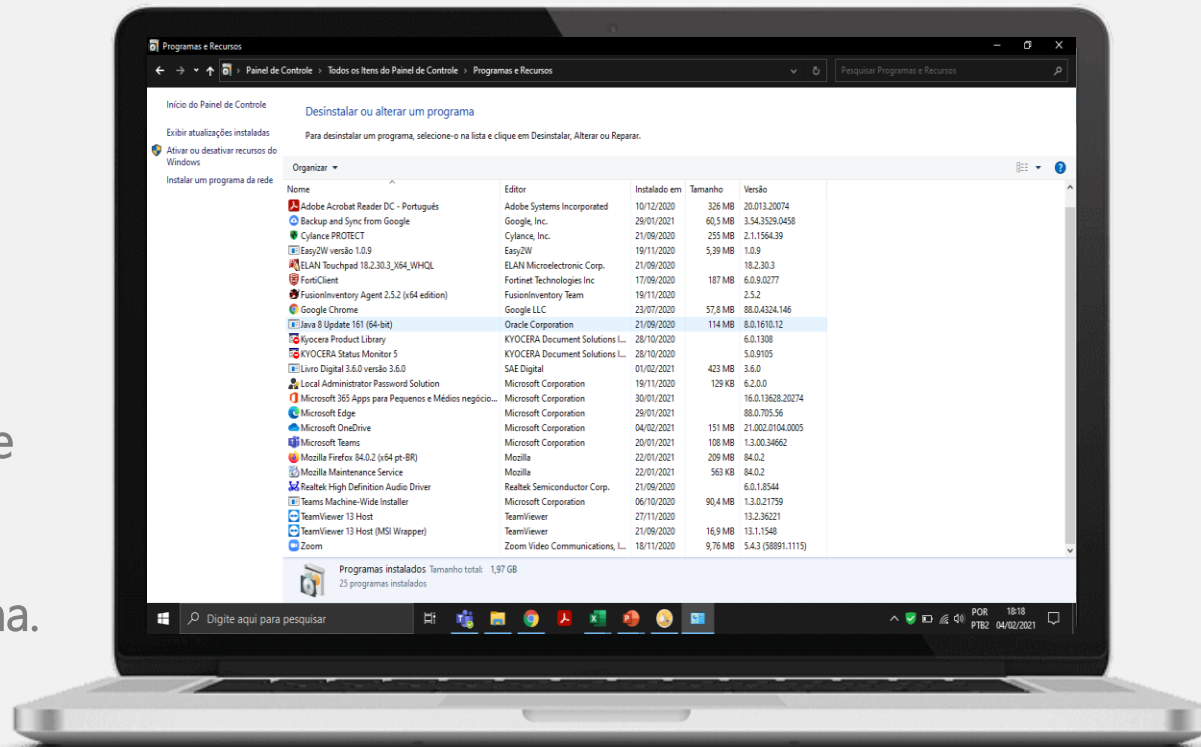 Programas e Recursos
Painel de Controle > Todos os Itens do Painel de Controle > Programas e Recursos
Pesquisar Programas e Recursos
Início do Painel de Controle
Exibir atualizações instaladas
Ativar ou desativar recursos do
Windows
Instalar um programa da rede
Desinstalar ou alterar um programa
Para desinstalar um programa, selecione-o na lista e clique em Desinstalar, Alterar ou Reparar.
Organizar
Nome Editor Instalado em Tamanho Versão
Adobe Acrobat Reader DC - Português Adobe Systems Incorporated 10/12/2020 326 MB 20.013.20074
Backup and Sync from Google Google, Inc. 29/01/2021 60,5 MB 3.54.3529.0458
Cylance PROTECT Cylance, Inc. 21/09/2020 255 MB 2.1.1564.39
Easy2W versão 1.0.9 Easy2W 19/11/2020 5,39 MB 1.0.9
ELAN Touchpad 18.2.30.3_X64_WHQL ELAN Microelectronic Corp. 21/09/2020 18.2.30.3
FortiClient Fortinet Technologies Inc 17/09/2020 187 MB 6.0.9.0277
FusionInventory Agent 2.5.2 (x64 edition) FusionInventory Team 19/11/2020 2.5.2
Google Chrome Google LLC 23/07/2020 57,8 MB 88.0.4324.146
Java 8 Update 161 (64-bit) Oracle Corporation 21/09/2020 114 MB 8.0.1610.12
Kyocera Product Library KYOCERA Document Solutions I... 28/10/2020 6.0.1308
KYOCERA Status Monitor 5 KYOCERA Document Solutions I... 28/10/2020 5.0.9105
Livro Digital 3.6.0 versão 3.6.0 SAE Digital 01/02/2021 423 MB 3.6.0
Local Administrator Password Solution Microsoft Corporation 19/11/2020 129 KB 6.2.0.0
Microsoft 365 Apps para Pequenos e Médios negócio... Microsoft Corporation 30/01/2021 16.0.13628.20274
Microsoft Edge Microsoft Corporation 29/01/2021 88.0.705.56
Microsoft OneDrive Microsoft Corporation 04/02/2021 151 MB 21.002.0104.0005
Microsoft Teams Microsoft Corporation 20/01/2021 108 MB 1.3.00.34662
Mozilla Firefox 84.0.2 (x64 pt-BR) Mozilla 22/01/2021 209 MB 84.0.2
Mozilla Maintenance Service Mozilla 22/01/2021 563 KB 84.0.2
Realtek High Definition Audio Driver Realtek Semiconductor Corp. 21/09/2020 6.0.1.8544
Teams Machine-Wide Installer Microsoft Corporation 06/10/2020 90,4 MB 1.3.0.21759
TeamViewer 13 Host TeamViewer 27/11/2020 13.2.36221
TeamViewer 13 Host (MSI Wrapper) TeamViewer 21/09/2020 16,9 MB 13.1.1548
Zoom Zoom Video Communications, I... 18/11/2020 9,76 MB 5.4.3 (58891.1115)
Programas instalados Tamanho total: 1,97 GB
25 programas instalados
Digite aqui para pesquisar
POR 18:18
PTB2 04/02/2021
e
na.